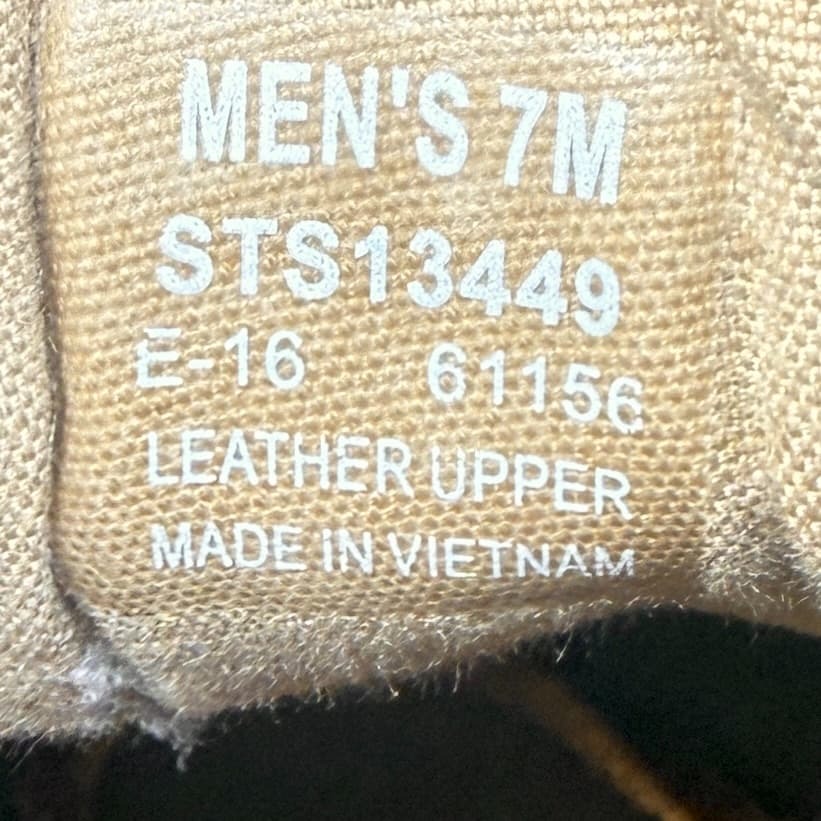 MEN'S 7M
STS13449
E-16 61156
LEATHER UPPER
MADE IN VIETNAM